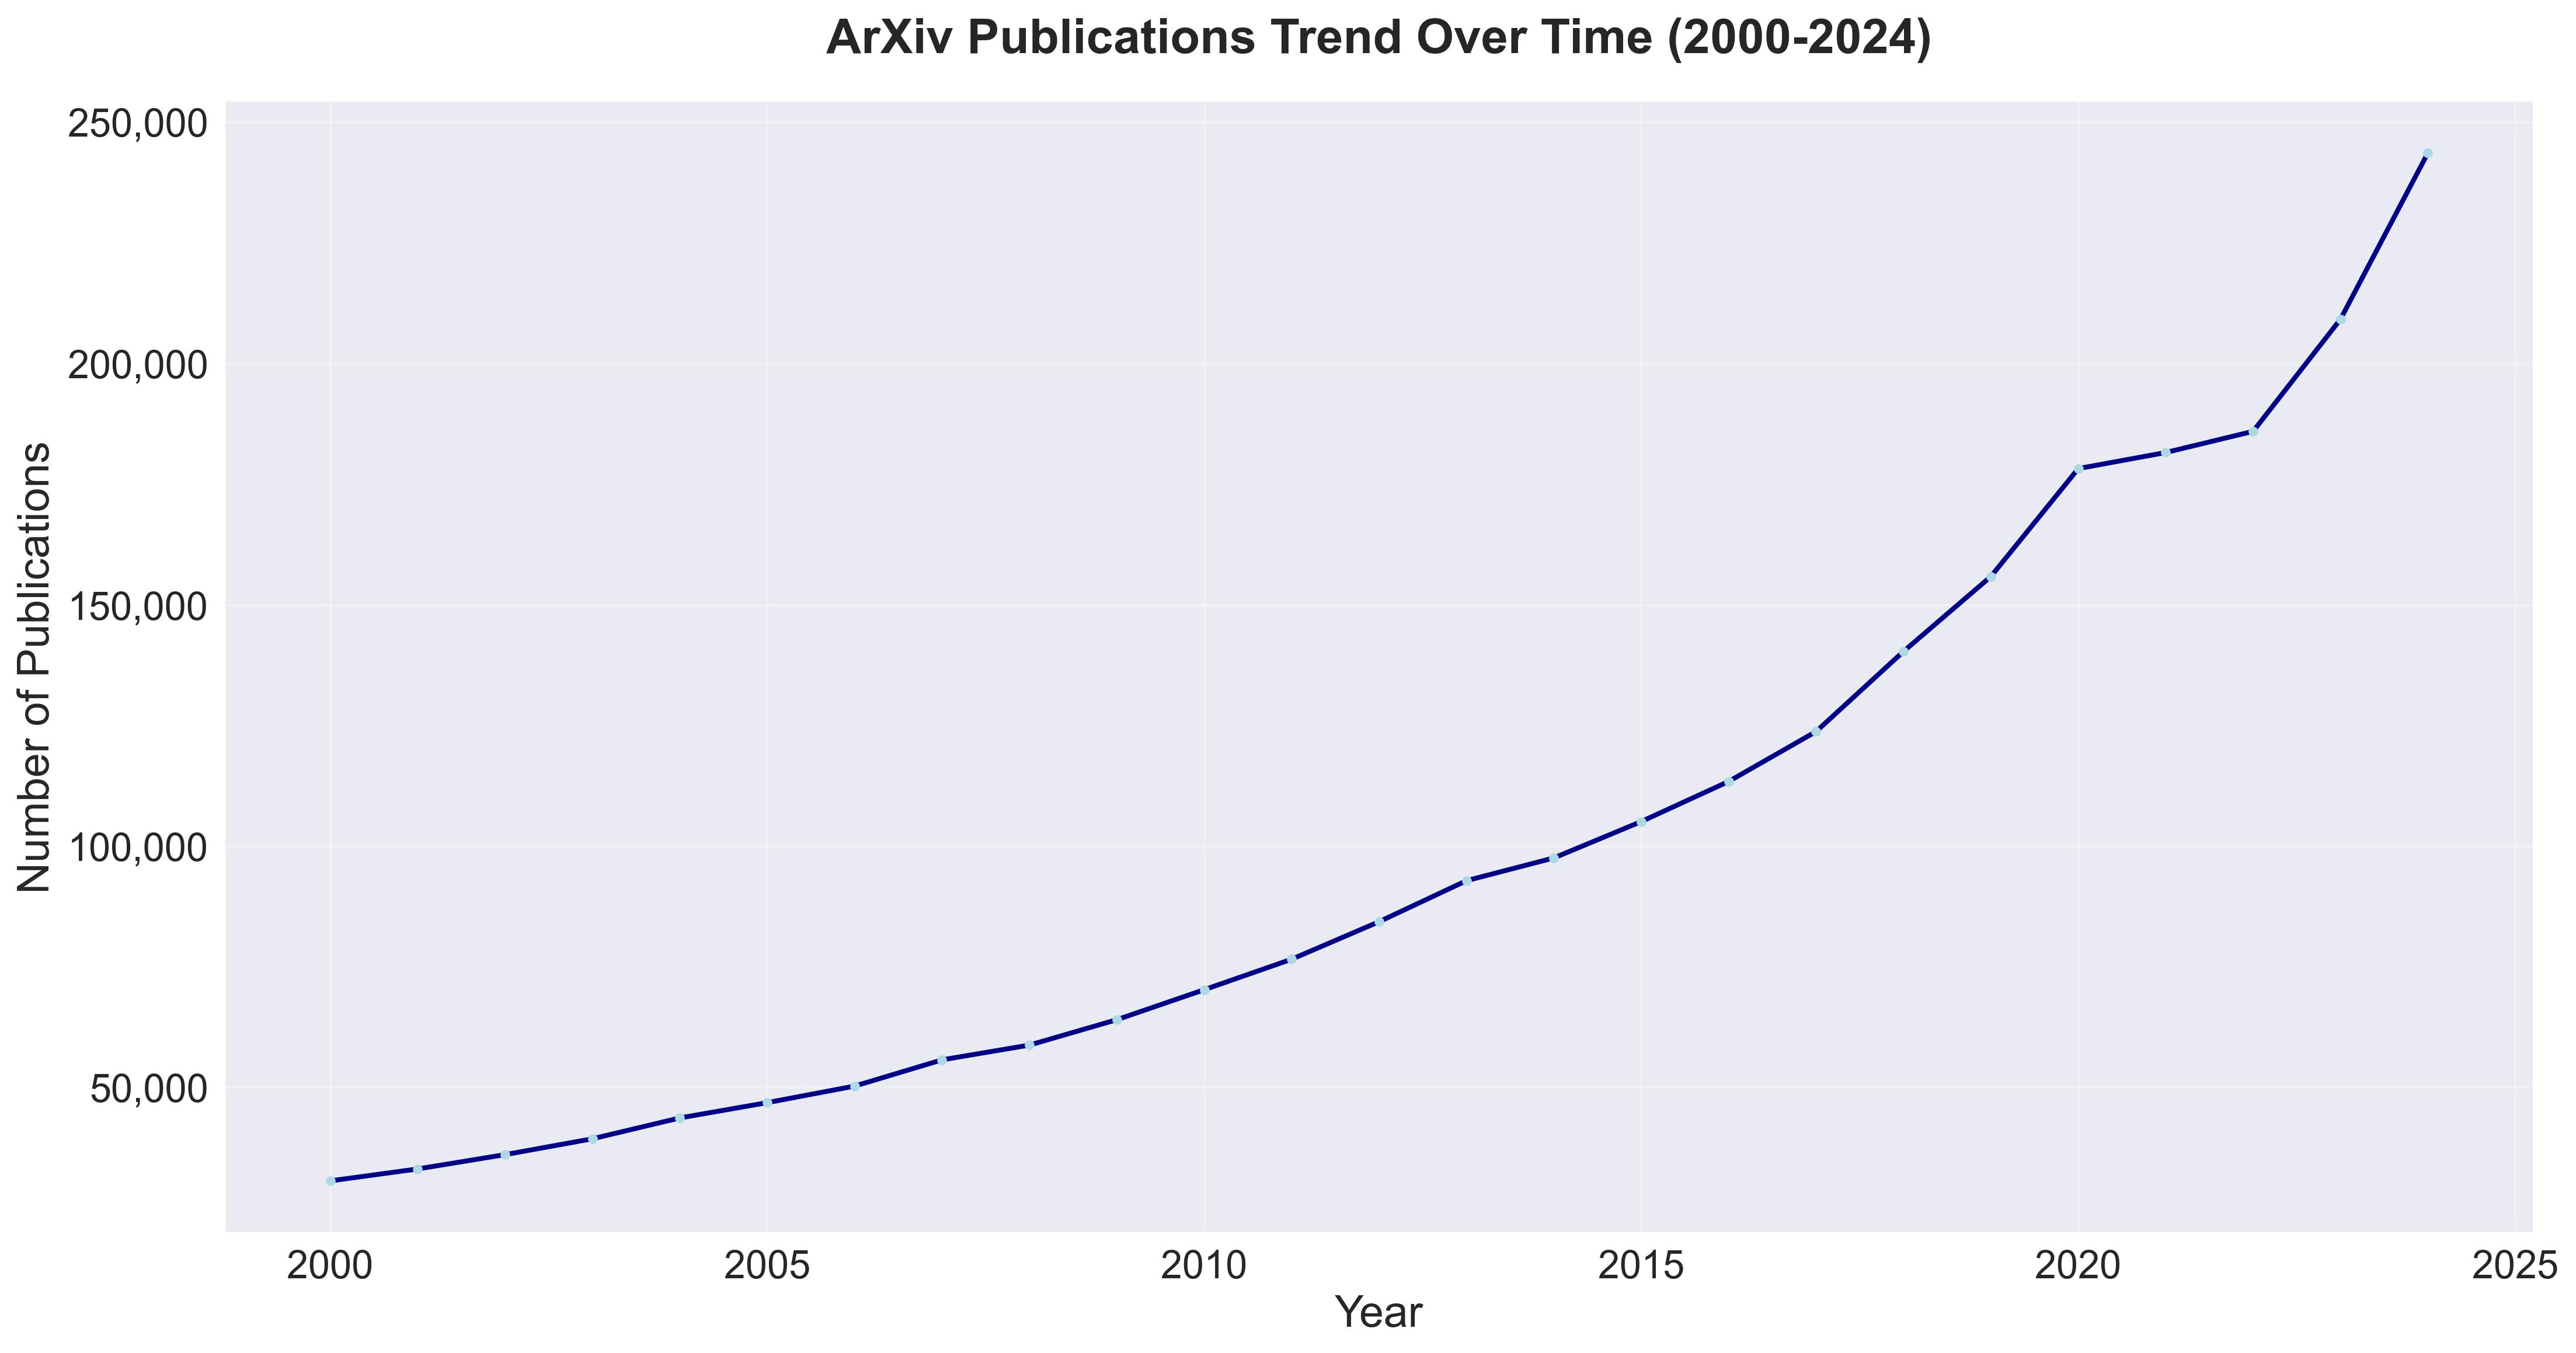 ArXiv Publications Trend Over Time (2000-2024)
250,000
200,000
150,000
100,000
50,000
Number of Publications
2000 2005 2010 2015 2020 2025
Year